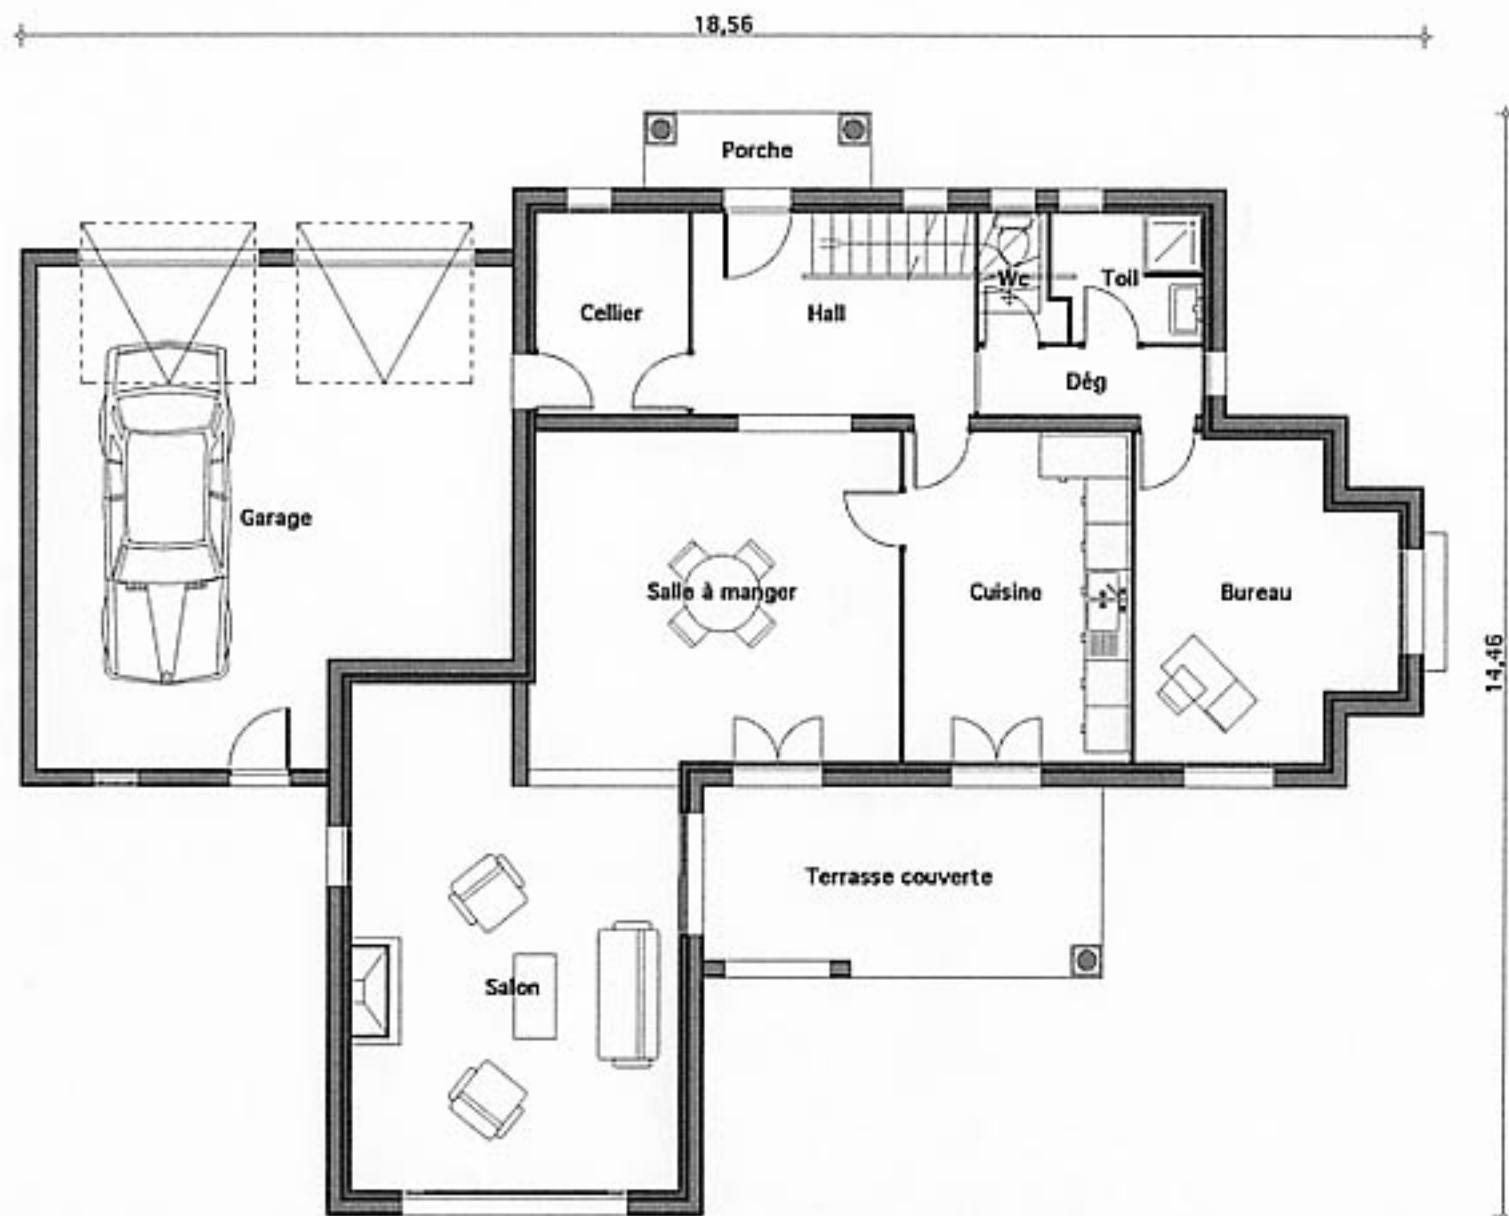 18,56
Porche
Cellier
Hall
Wc
Toil
Dég
Garage
Salle à manger
Cuisine
Bureau
14,46
Terrasse couverte
Salon